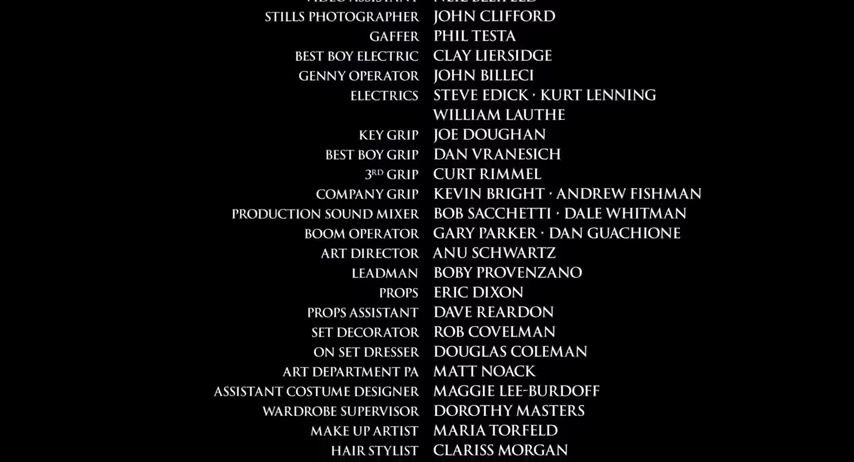 STILLS PHOTOGRAPHER JOHN CLIFFORD
GAFFER PHIL TESTA
BEST BOY ELECTRIC CLAY LIERSIDGE
GENNY OPERATOR JOHN BILLECI
ELECTRICS STEVE EDICK · KURT LENNING
WILLIAM LAUTHE
KEY GRIP JOE DOUGHAN
BEST BOY GRIP DAN VRANESICH
3RD GRIP CURT RIMMEL
COMPANY GRIP KEVIN BRIGHT · ANDREW FISHMAN
PRODUCTION SOUND MIXER BOB SACCHETTI · DALE WHITMAN
BOOM OPERATOR GARY PARKER · DAN GUACHIONE
ART DIRECTOR ANU SCHWARTZ
LEADMAN BOBY PROVENZANO
PROPS ERIC DIXON
PROPS ASSISTANT DAVE REARDON
SET DECORATOR ROB COVELMAN
ON SET DRESSER DOUGLAS COLEMAN
ART DEPARTMENT PA MATT NOACK
ASSISTANT COSTUME DESIGNER MAGGIE LEE-BURDOFF
WARDROBE SUPERVISOR DOROTHY MASTERS
MAKE UP ARTIST MARIA TORFELD
HAIR STYLIST CLARISS MORGAN